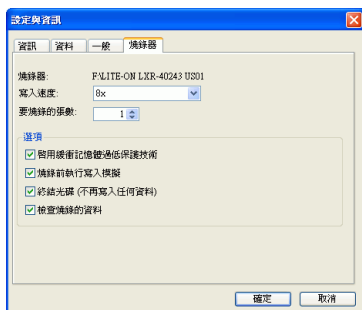 設定與資訊
資訊 資料 一般 燒錄器
燒錄器: F:\LITE-ON LXR-40243 US01
寫入速度: 8x
要燒錄的張數: 1
選項
啓用緩衝記憶體過低保護技術
燒錄前執行寫入模擬
終結光碟 (不再寫入任何資料)
檢查燒錄的資料
確定 取消